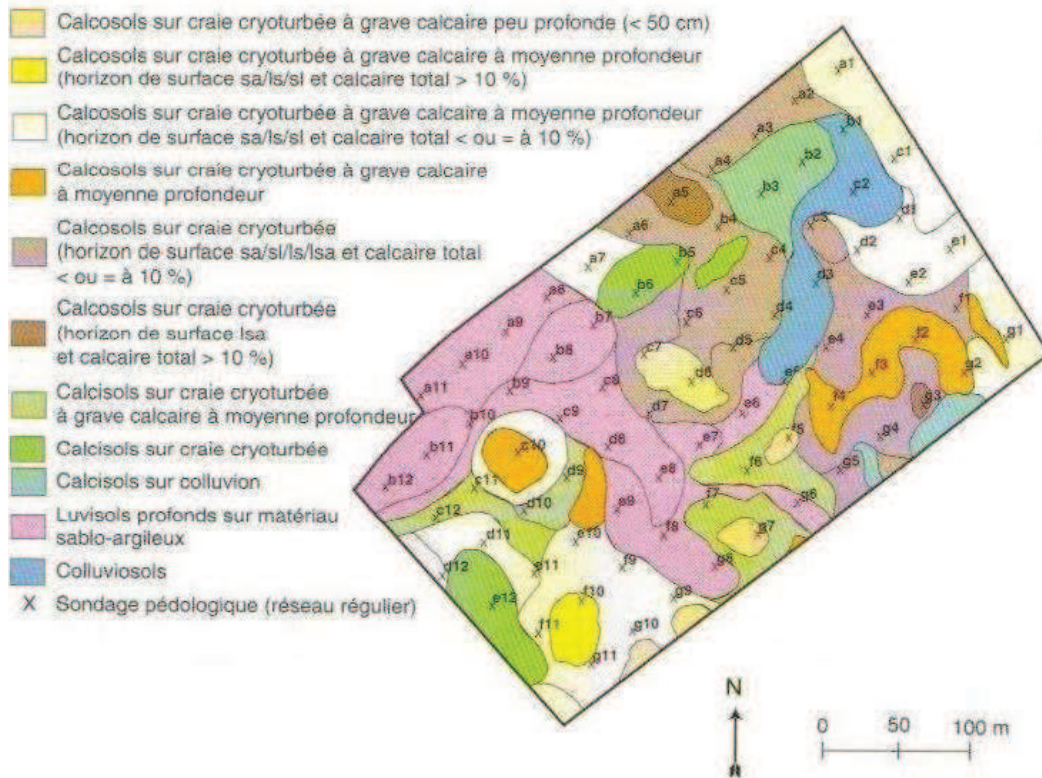 Calcosols sur craie cryoturbée à grave calcaire peu profonde (< 50 cm)
Calcosols sur craie cryoturbée à grave calcaire à moyenne profondeur
(horizon de surface sa/ls/sl et calcaire total > 10 %)
Calcosols sur craie cryoturbée à grave calcaire à moyenne profondeur
(horizon de surface sa/ls/sl et calcaire total < ou = à 10 %)
Calcosols sur craie cryoturbée à grave calcaire
à moyenne profondeur
Calcosols sur craie cryoturbée
(horizon de surface sa/sl/ls/lsa et calcaire total
< ou = à 10 %)
Calcosols sur craie cryoturbée
(horizon de surface lsa
et calcaire total > 10 %)
Calcisols sur craie cryoturbée
à grave calcaire à moyenne profondeur
Calcisols sur craie cryoturbée
Calcisols sur colluvion
Luvisols profonds sur matériau
sablo-argileux
Colluviosols
X Sondage pédologique (réseau régulier)
a1
a2
b1
a3
b2
c1
a4
b3
c2
a5
d1
c3
b4
a6
d2
e1
c4
b5
a7
d3
e2
c5
b6
a8
f1
e3
d4
c6
b7
a9
g1
f2
e4
d5
c7
b8
a10
g2
f3
d6
c8
b9
a11
g3
f4
e6
d7
c9
b10
g4
f5
e7
d8
c10
b11
g5
f6
e8
d9
c11
b12
g6
f7
e9
d10
c12
f8
e10
d11
g8
f9
e11
d12
g9
f10
e12
g10
f11
g11
N
0 50 100 m